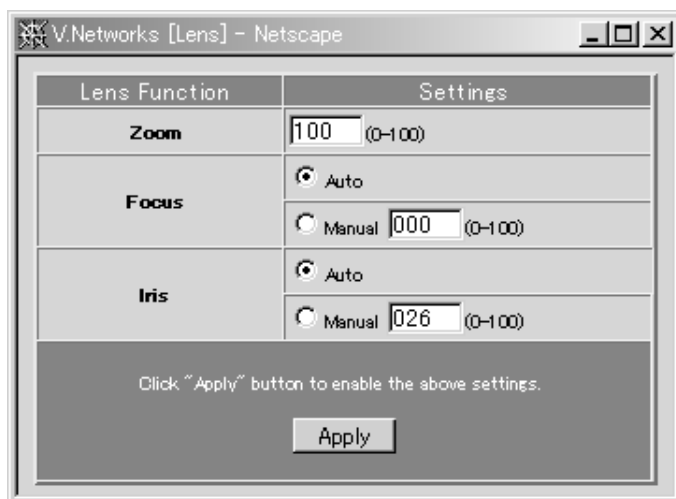 V.Networks [Lens] - Netscape
Lens Function Settings
Zoom 100 (0-100)
Focus Auto
Manual 000 (0-100)
Iris Auto
Manual 026 (0-100)
Click "Apply" button to enable the above settings.
Apply